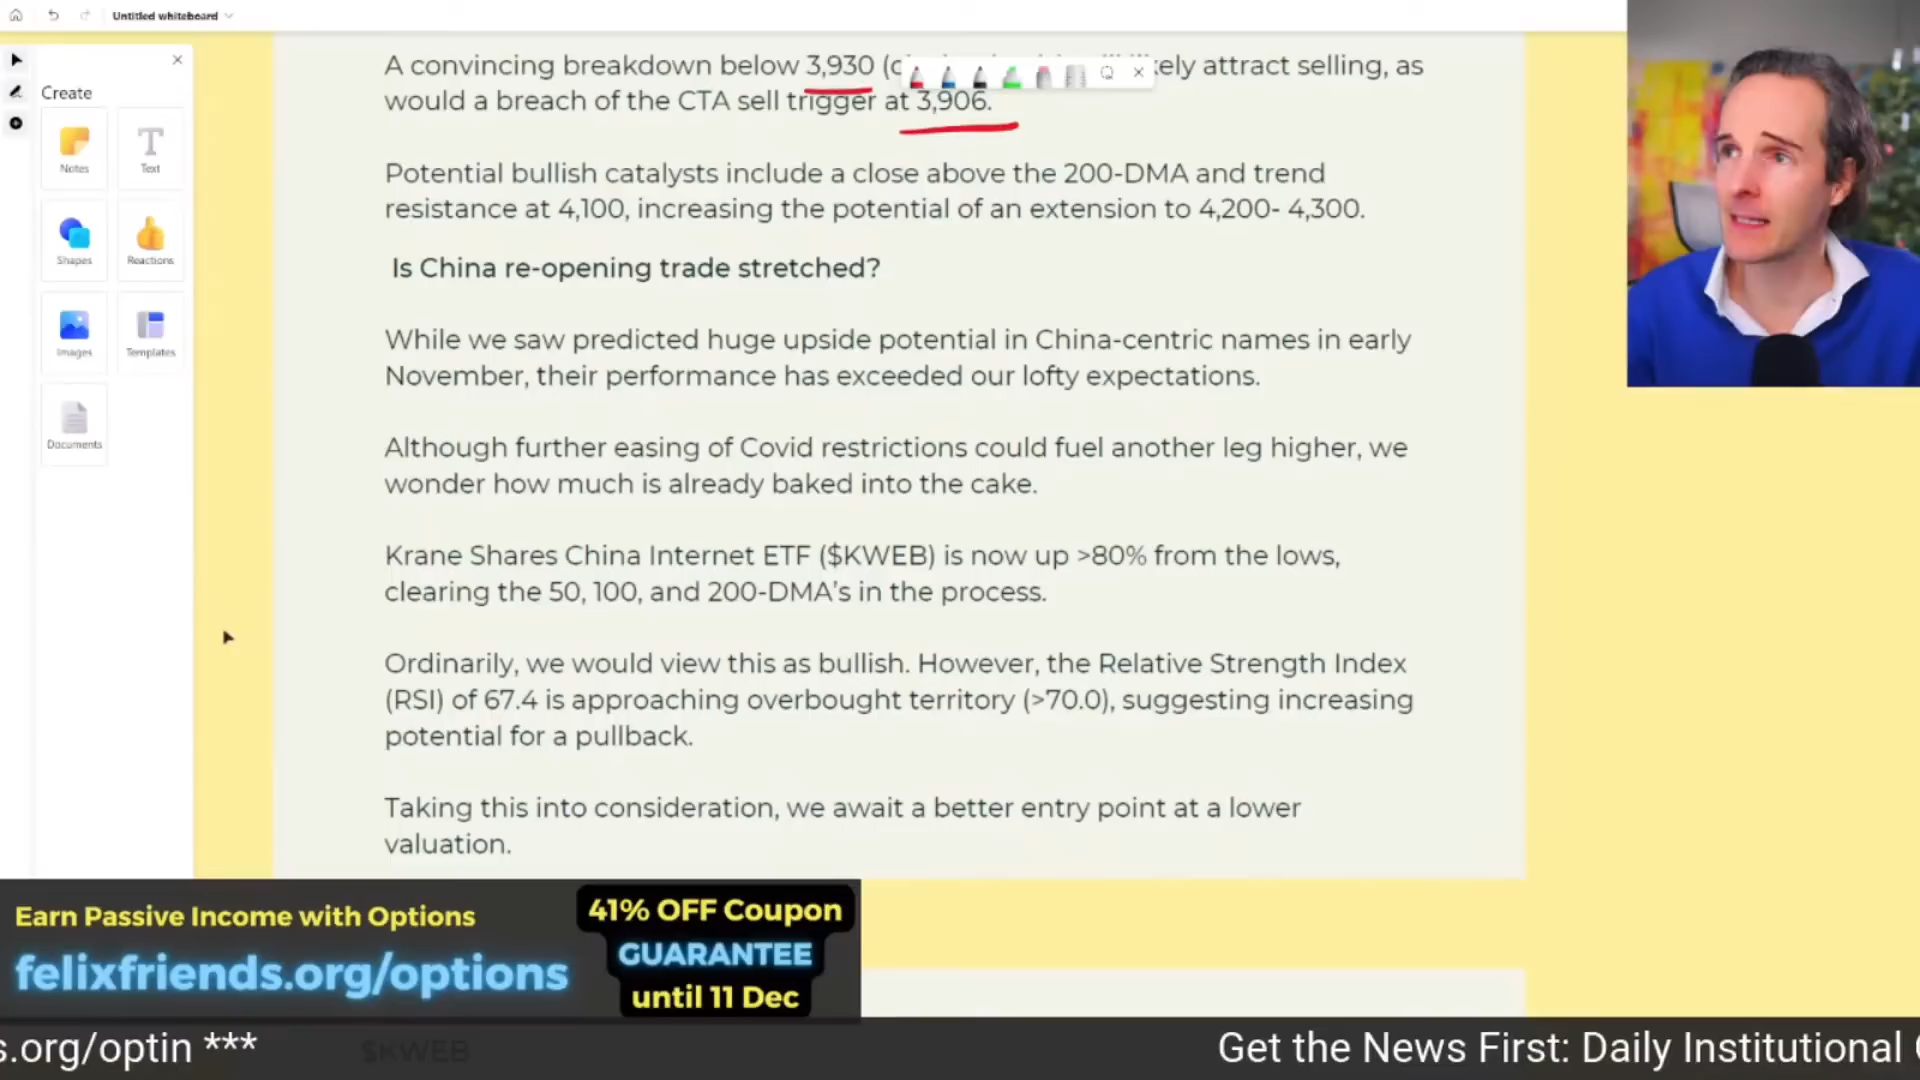 Untitled whiteboard
Create
Notes
Text
Shapes
Reactions
Images
Templates
Documents
A convincing breakdown below 3,930 (c
kely attract selling, as
would a breach of the CTA sell trigger at 3,906.
Potential bullish catalysts include a close above the 200-DMA and trend
resistance at 4,100, increasing the potential of an extension to 4,200- 4,300.
Is China re-opening trade stretched?
While we saw predicted huge upside potential in China-centric names in early
November, their performance has exceeded our lofty expectations.
Although further easing of Covid restrictions could fuel another leg higher, we
wonder how much is already baked into the cake.
Krane Shares China Internet ETF ($KWEB) is now up >80% from the lows,
clearing the 50, 100, and 200-DMA's in the process.
Ordinarily, we would view this as bullish. However, the Relative Strength Index
(RSI) of 67.4 is approaching overbought territory (>70.0), suggesting increasing
potential for a pullback.
Taking this into consideration, we await a better entry point at a lower
valuation.
Earn Passive Income with Options
felixfriends.org/options
41% OFF Coupon
GUARANTEE
until 11 Dec
$KWEB
s.org/optin ***
Get the News First: Daily Institutional